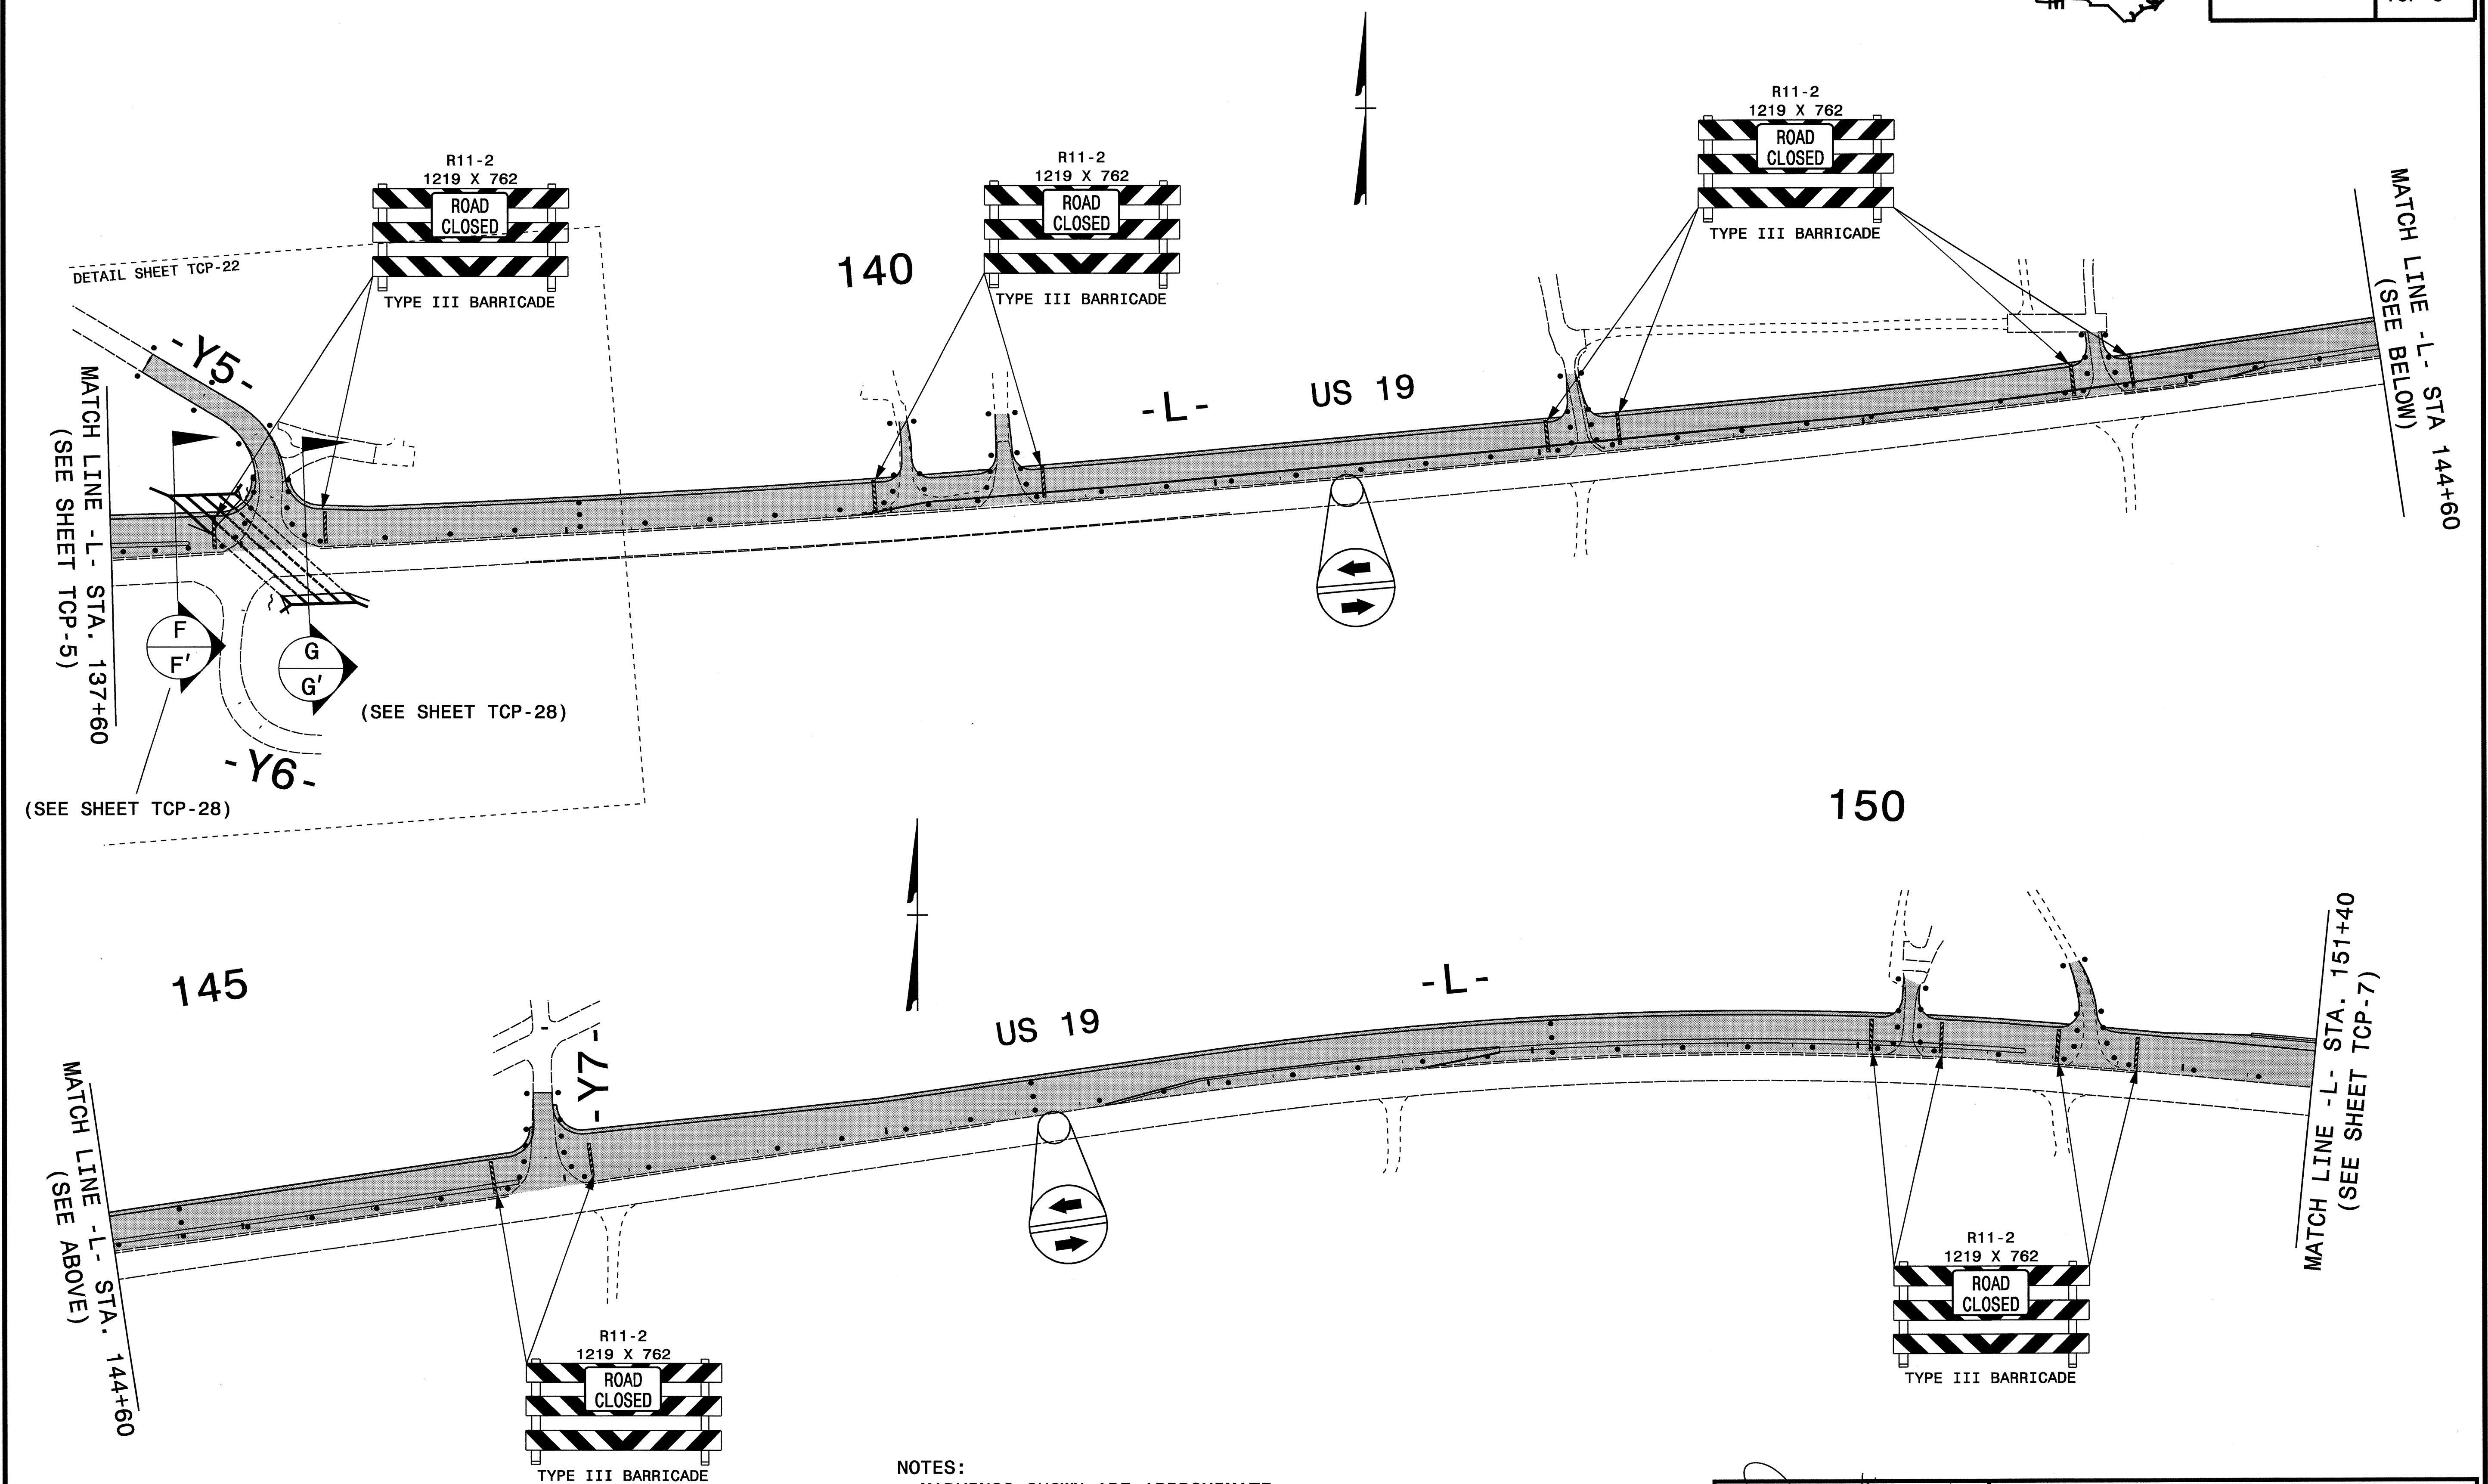 R11-2
1219 X 762
ROAD
CLOSED
TYPE III BARRICADE
R11-2
1219 X 762
ROAD
CLOSED
TYPE III BARRICADE
R11-2
1219 X 762
ROAD
CLOSED
TYPE III BARRICADE
DETAIL SHEET TCP-22
140
-Y5-
-L-
US 19
MATCH LINE -L- STA. 137+60
(SEE SHEET TCP-5)
MATCH LINE -L- STA 144+60
(SEE BELOW)
F
F'
G
G'
(SEE SHEET TCP-28)
-Y6-
(SEE SHEET TCP-28)
150
145
-Y7-
US 19
-L-
MATCH LINE -L- STA. 144+60
(SEE ABOVE)
MATCH LINE -L- STA. 151+40
(SEE SHEET TCP-7)
R11-2
1219 X 762
ROAD
CLOSED
TYPE III BARRICADE
R11-2
1219 X 762
ROAD
CLOSED
TYPE III BARRICADE
NOTES: